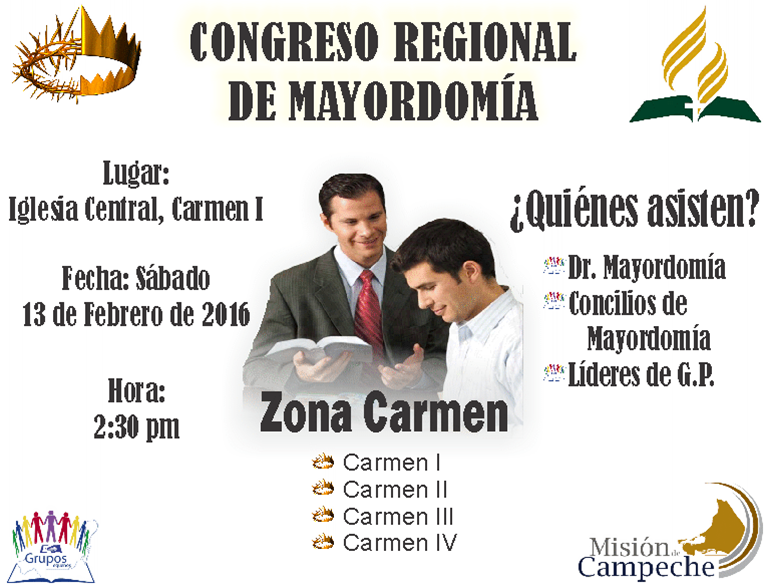 CONGRESO REGIONAL
DE MAYORDOMÍA
Lugar:
Iglesia Central, Carmen I
Fecha: Sábado
13 de Febrero de 2016
Hora:
2:30 pm
¿Quiénes asisten?
Dr. Mayordomía
Concilios de
Mayordomía
Líderes de G.P.
Zona Carmen
Carmen I
Carmen II
Carmen III
Carmen IV
Grupos
Misión de
Campeche